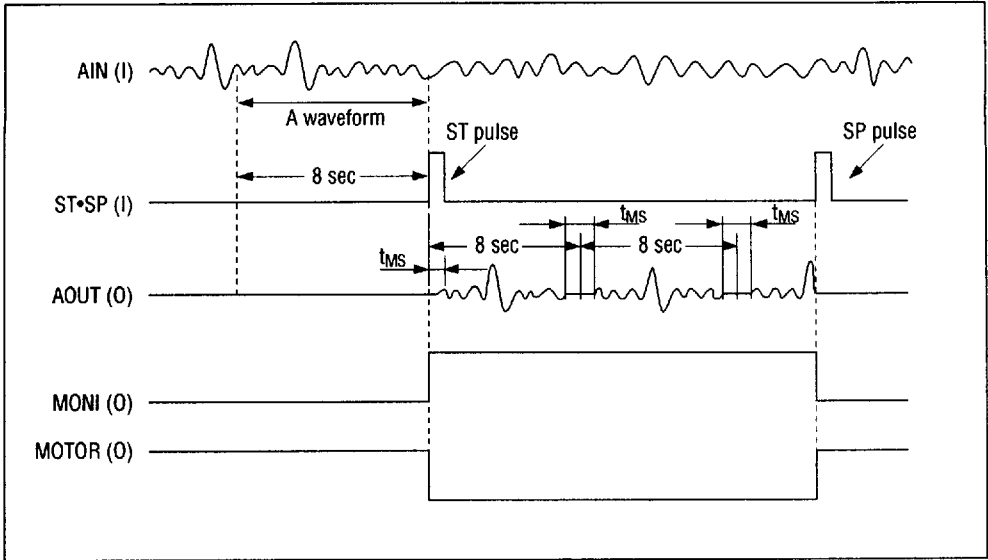 AIN (I)
A waveform
ST pulse
SP pulse
8 sec
ST•SP (I)
tMS
tMS
8 sec
8 sec
tMS
AOUT (O)
MONI (O)
MOTOR (O)